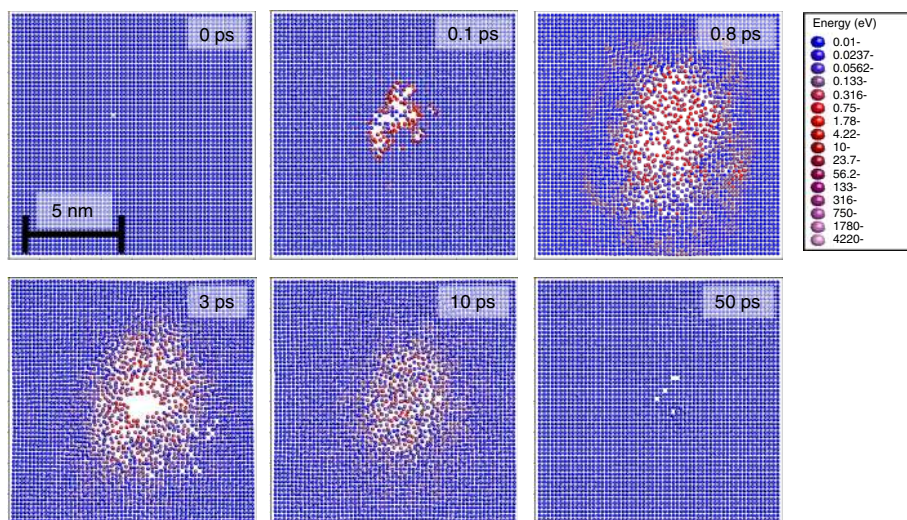 0 ps
0.1 ps
0.8 ps
5 nm
Energy (eV)
0.01-
0.0237-
0.0562-
0.133-
0.316-
0.75-
1.78-
4.22-
10-
23.7-
56.2-
133-
316-
750-
1780-
4220-
3 ps
10 ps
50 ps